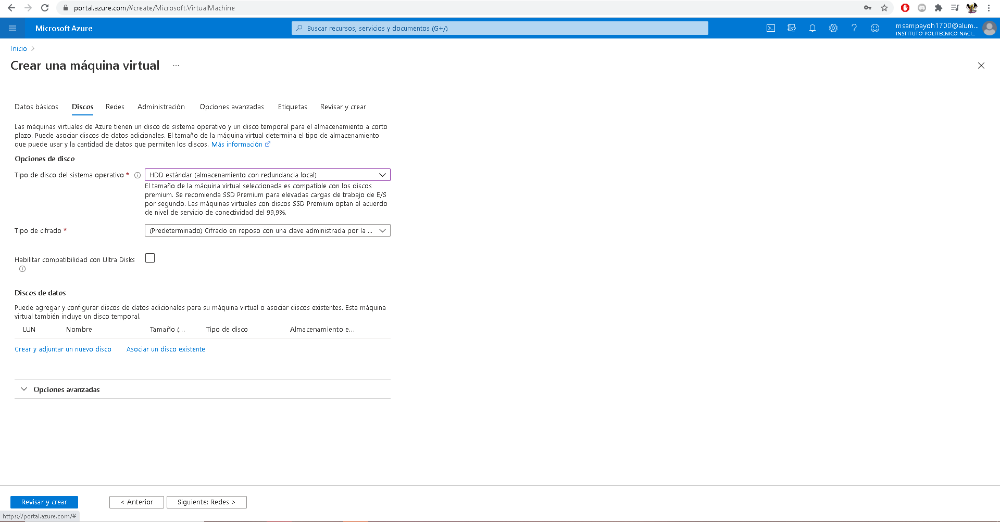 portal.azure.com/#create/Microsoft.VirtualMachine
Microsoft Azure
Buscar recursos, servicios y documentos (G+/)
msampayoh1700@alum...
INSTITUTO POLITECNICO NACI...
Inicio >
Crear una máquina virtual ...
Datos básicos Discos Redes Administración Opciones avanzadas Etiquetas Revisar y crear
Las máquinas virtuales de Azure tienen un disco de sistema operativo y un disco temporal para el almacenamiento a corto
plazo. Puede asociar discos de datos adicionales. El tamaño de la máquina virtual determina el tipo de almacenamiento
que puede usar y la cantidad de datos que permiten los discos. Más información
Opciones de disco
Tipo de disco del sistema operativo * HDD estándar (almacenamiento con redundancia local)
El tamaño de la máquina virtual seleccionada es compatible con los discos
premium. Se recomienda SSD Premium para elevadas cargas de trabajo de E/S
por segundo. Las máquinas virtuales con discos SSD Premium optan al acuerdo
de nivel de servicio de conectividad del 99,9%.
Tipo de cifrado * (Predeterminado) Cifrado en reposo con una clave administrada por la ...
Habilitar compatibilidad con Ultra Disks
Discos de datos
Puede agregar y configurar discos de datos adicionales para su máquina virtual o asociar discos existentes. Esta máquina
virtual también incluye un disco temporal.
LUN Nombre Tamaño (... Tipo de disco Almacenamiento e...
Crear y adjuntar un nuevo disco Asociar un disco existente
Opciones avanzadas
Revisar y crear < Anterior Siguiente: Redes >
https://portal.azure.com/#